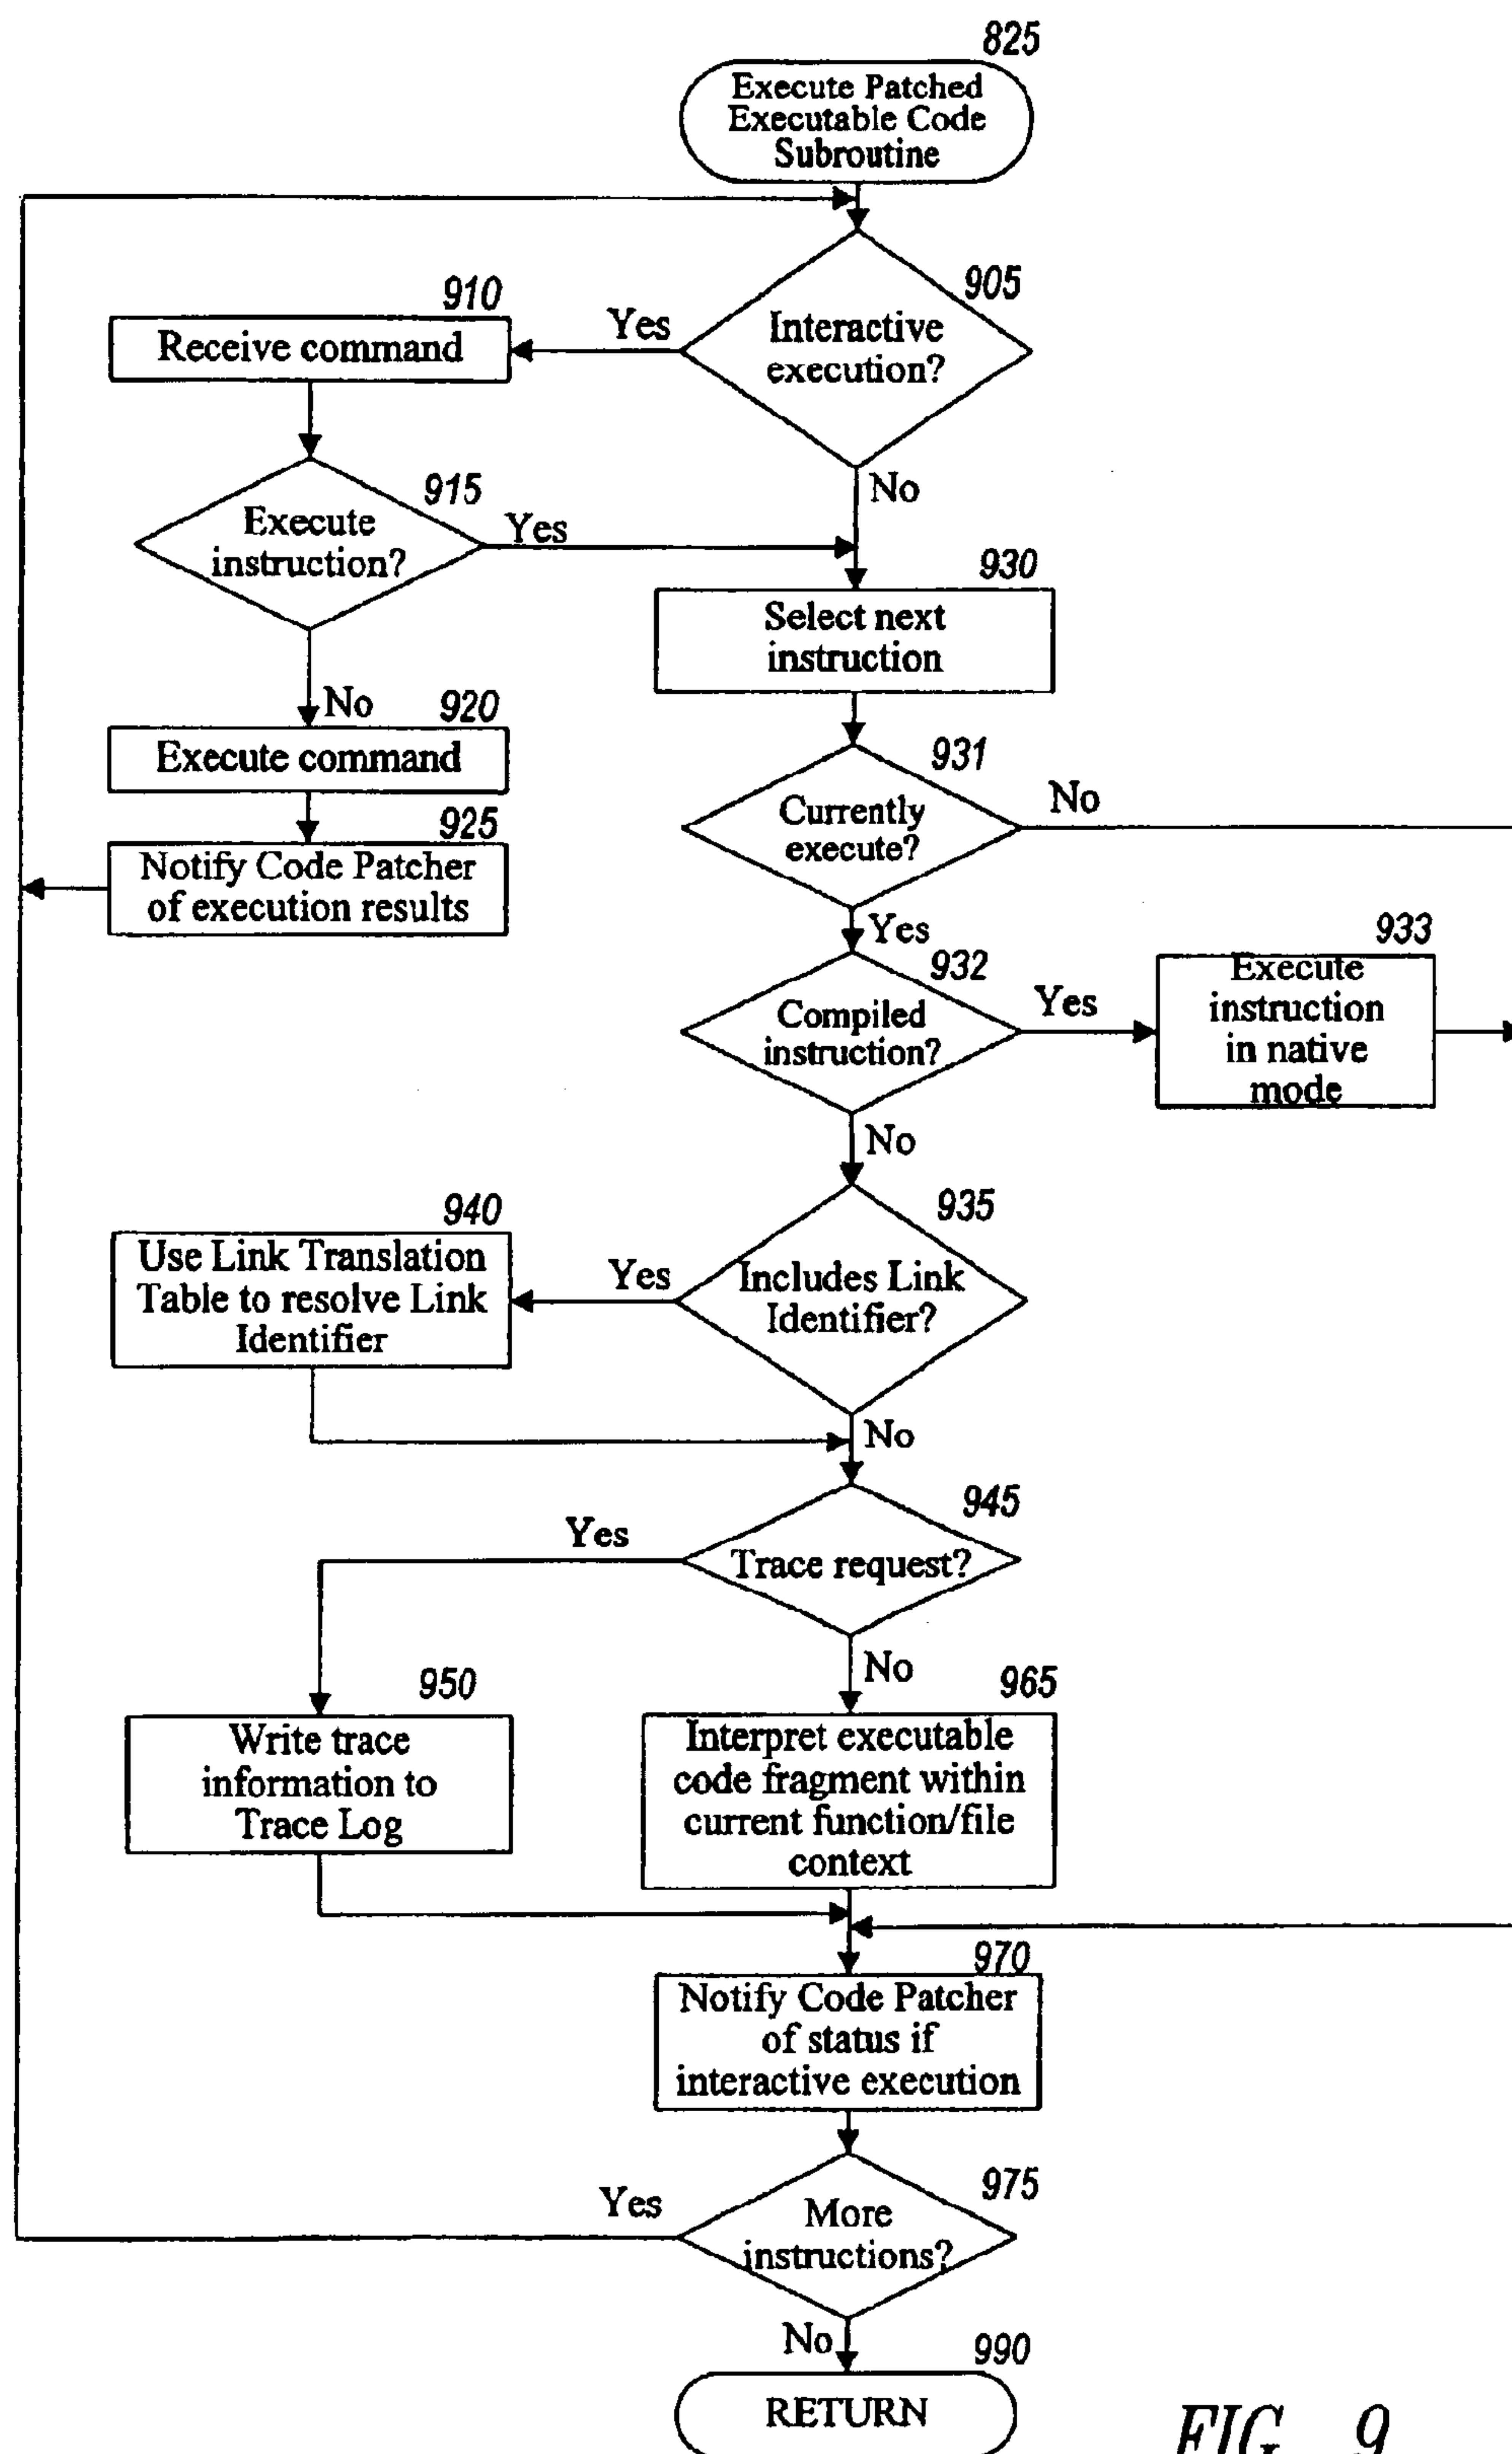 825
Execute Patched
Executable Code
Subroutine
905
Interactive
execution?
Yes
910
Receive command
No
915
Execute
instruction?
Yes
930
Select next
instruction
No
920
Execute command
931
Currently
execute?
No
925
Notify Code Patcher
of execution results
Yes
932
Compiled
instruction?
Yes
933
Execute
instruction
in native
mode
No
935
Includes Link
Identifier?
Yes
940
Use Link Translation
Table to resolve Link
Identifier
No
945
Trace request?
Yes
No
950
Write trace
information to
Trace Log
965
Interpret executable
code fragment within
current function/file
context
970
Notify Code Patcher
of status if
interactive execution
975
More
instructions?
Yes
No
990
RETURN
FIG. 9